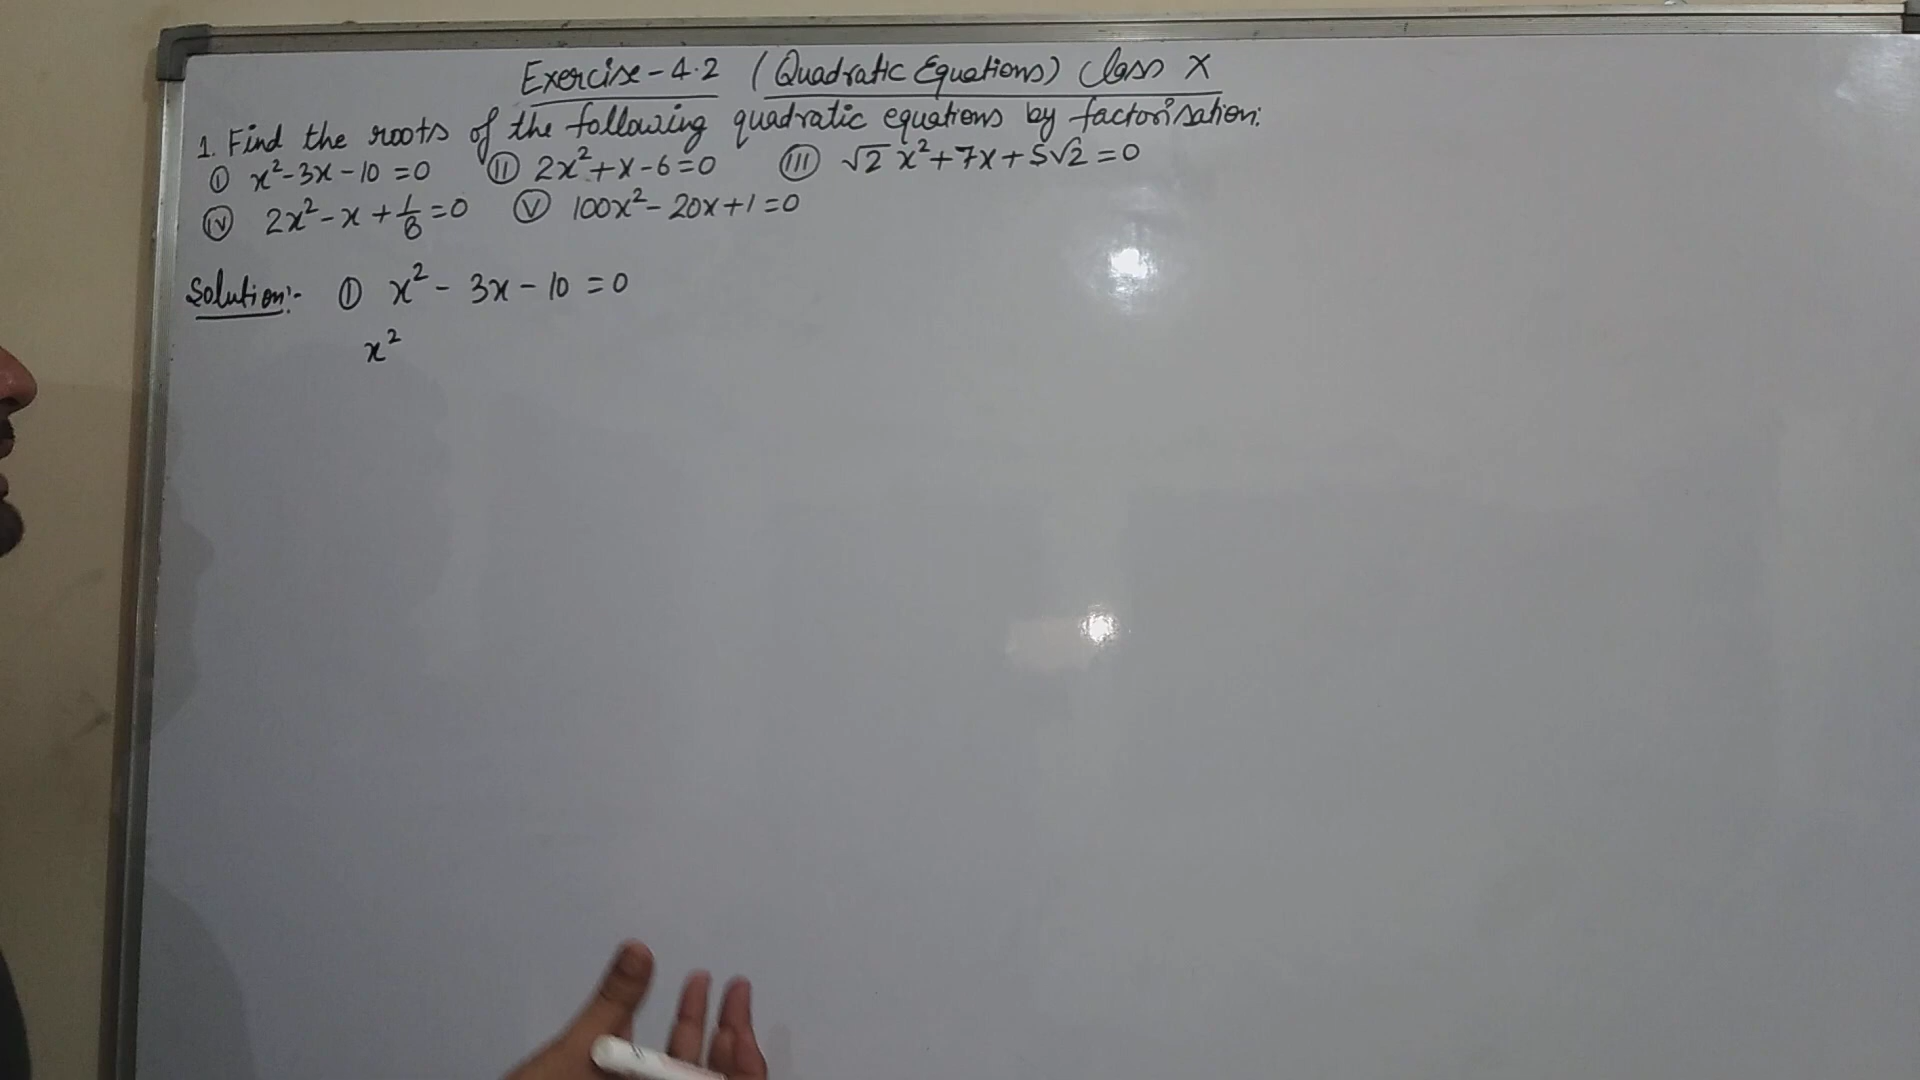 Exercise-4.2 (Quadratic Equations) Class X
1. Find the roots of the following quadratic equations by factorisation:
(I) x²-3x-10=0 (II) 2x²+x-6=0 (III) √2x²+7x+5√2=0
(IV) 2x²-x+1/8=0 (V) 100x²-20x+1=0
Solution:- (I) x²-3x-10=0
x²